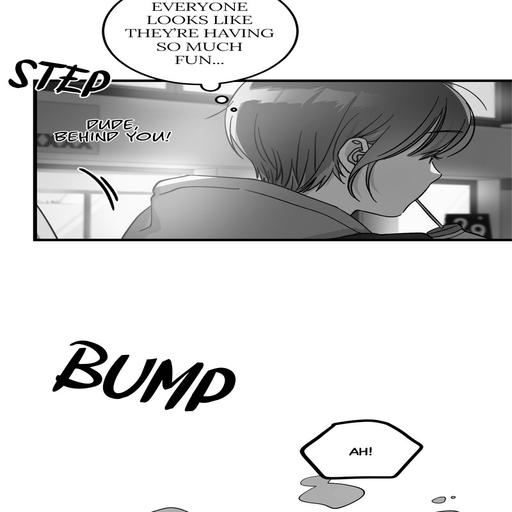 EVERYONE
LOOKS LIKE
THEY'RE HAVING
SO MUCH
FUN...
STEP
DUDE,
BEHIND YOU!
BUMP
AH!